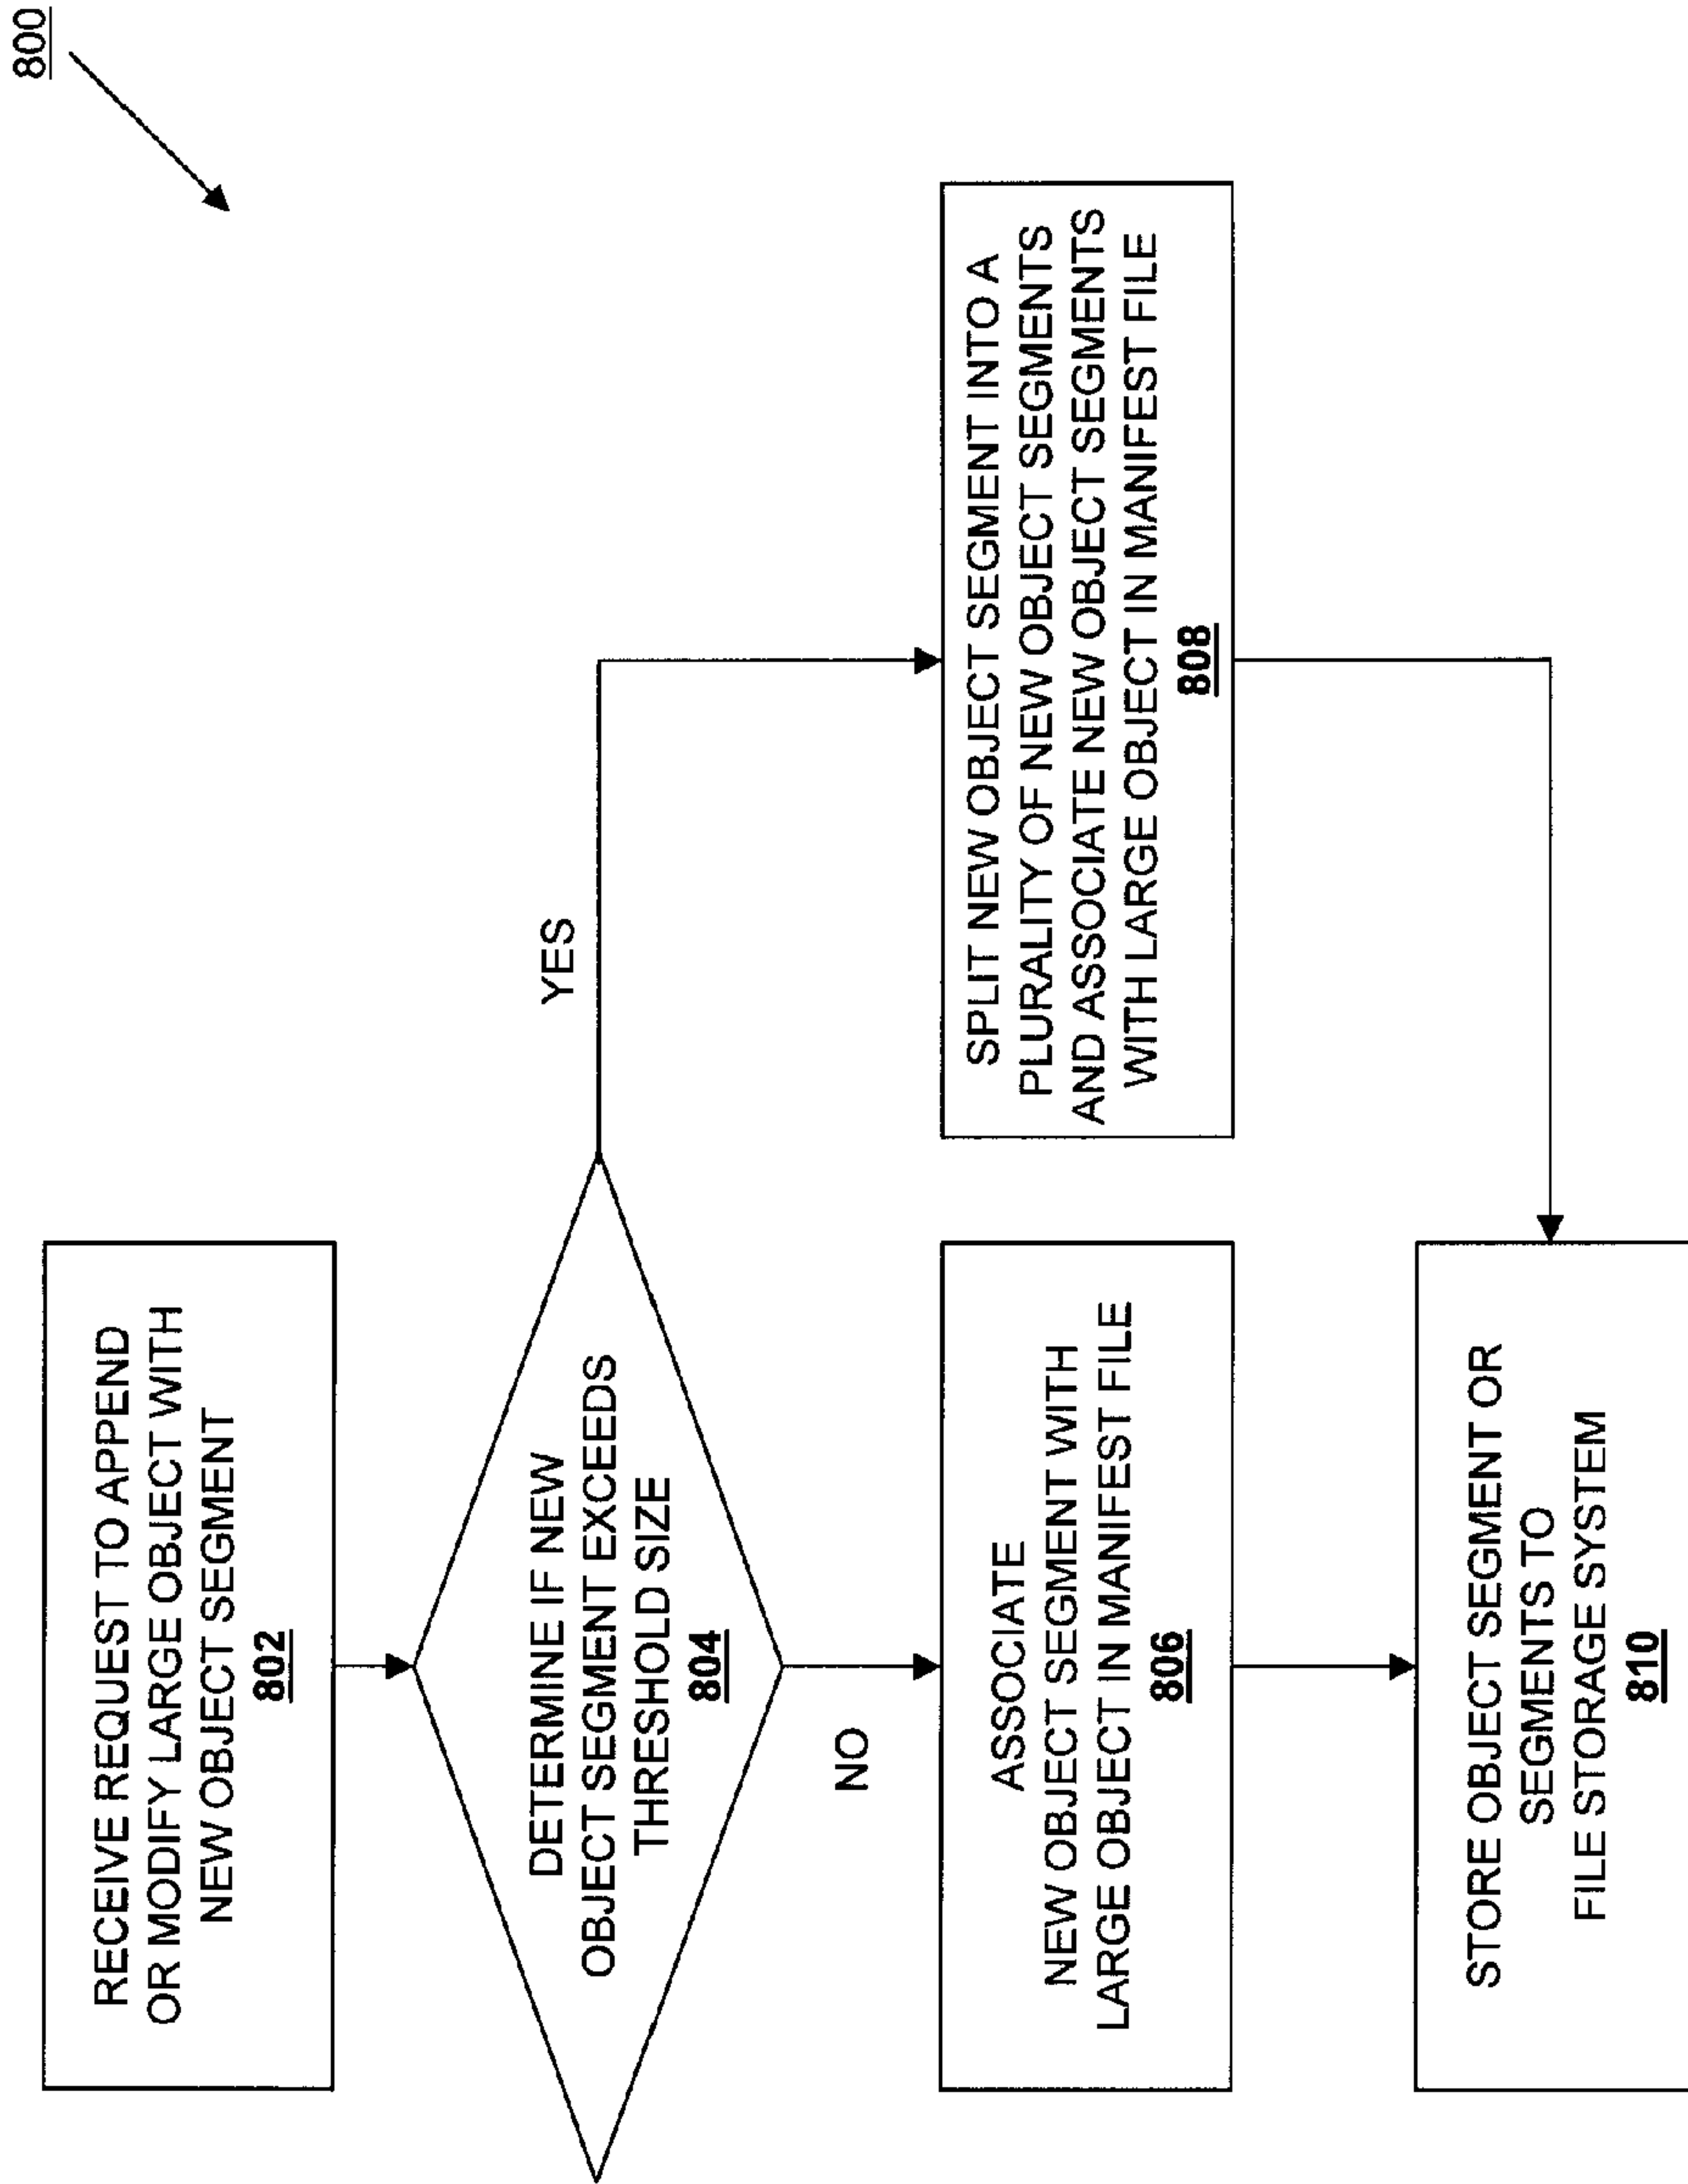 800
RECEIVE REQUEST TO APPEND
OR MODIFY LARGE OBJECT WITH
NEW OBJECT SEGMENT
802
DETERMINE IF NEW
OBJECT SEGMENT EXCEEDS
THRESHOLD SIZE
804
YES
NO
ASSOCIATE
NEW OBJECT SEGMENT WITH
LARGE OBJECT IN MANIFEST FILE
806
SPLIT NEW OBJECT SEGMENT INTO A
PLURALITY OF NEW OBJECT SEGMENTS
AND ASSOCIATE NEW OBJECT SEGMENTS
WITH LARGE OBJECT IN MANIFEST FILE
808
STORE OBJECT SEGMENT OR
SEGMENTS TO
FILE STORAGE SYSTEM
810